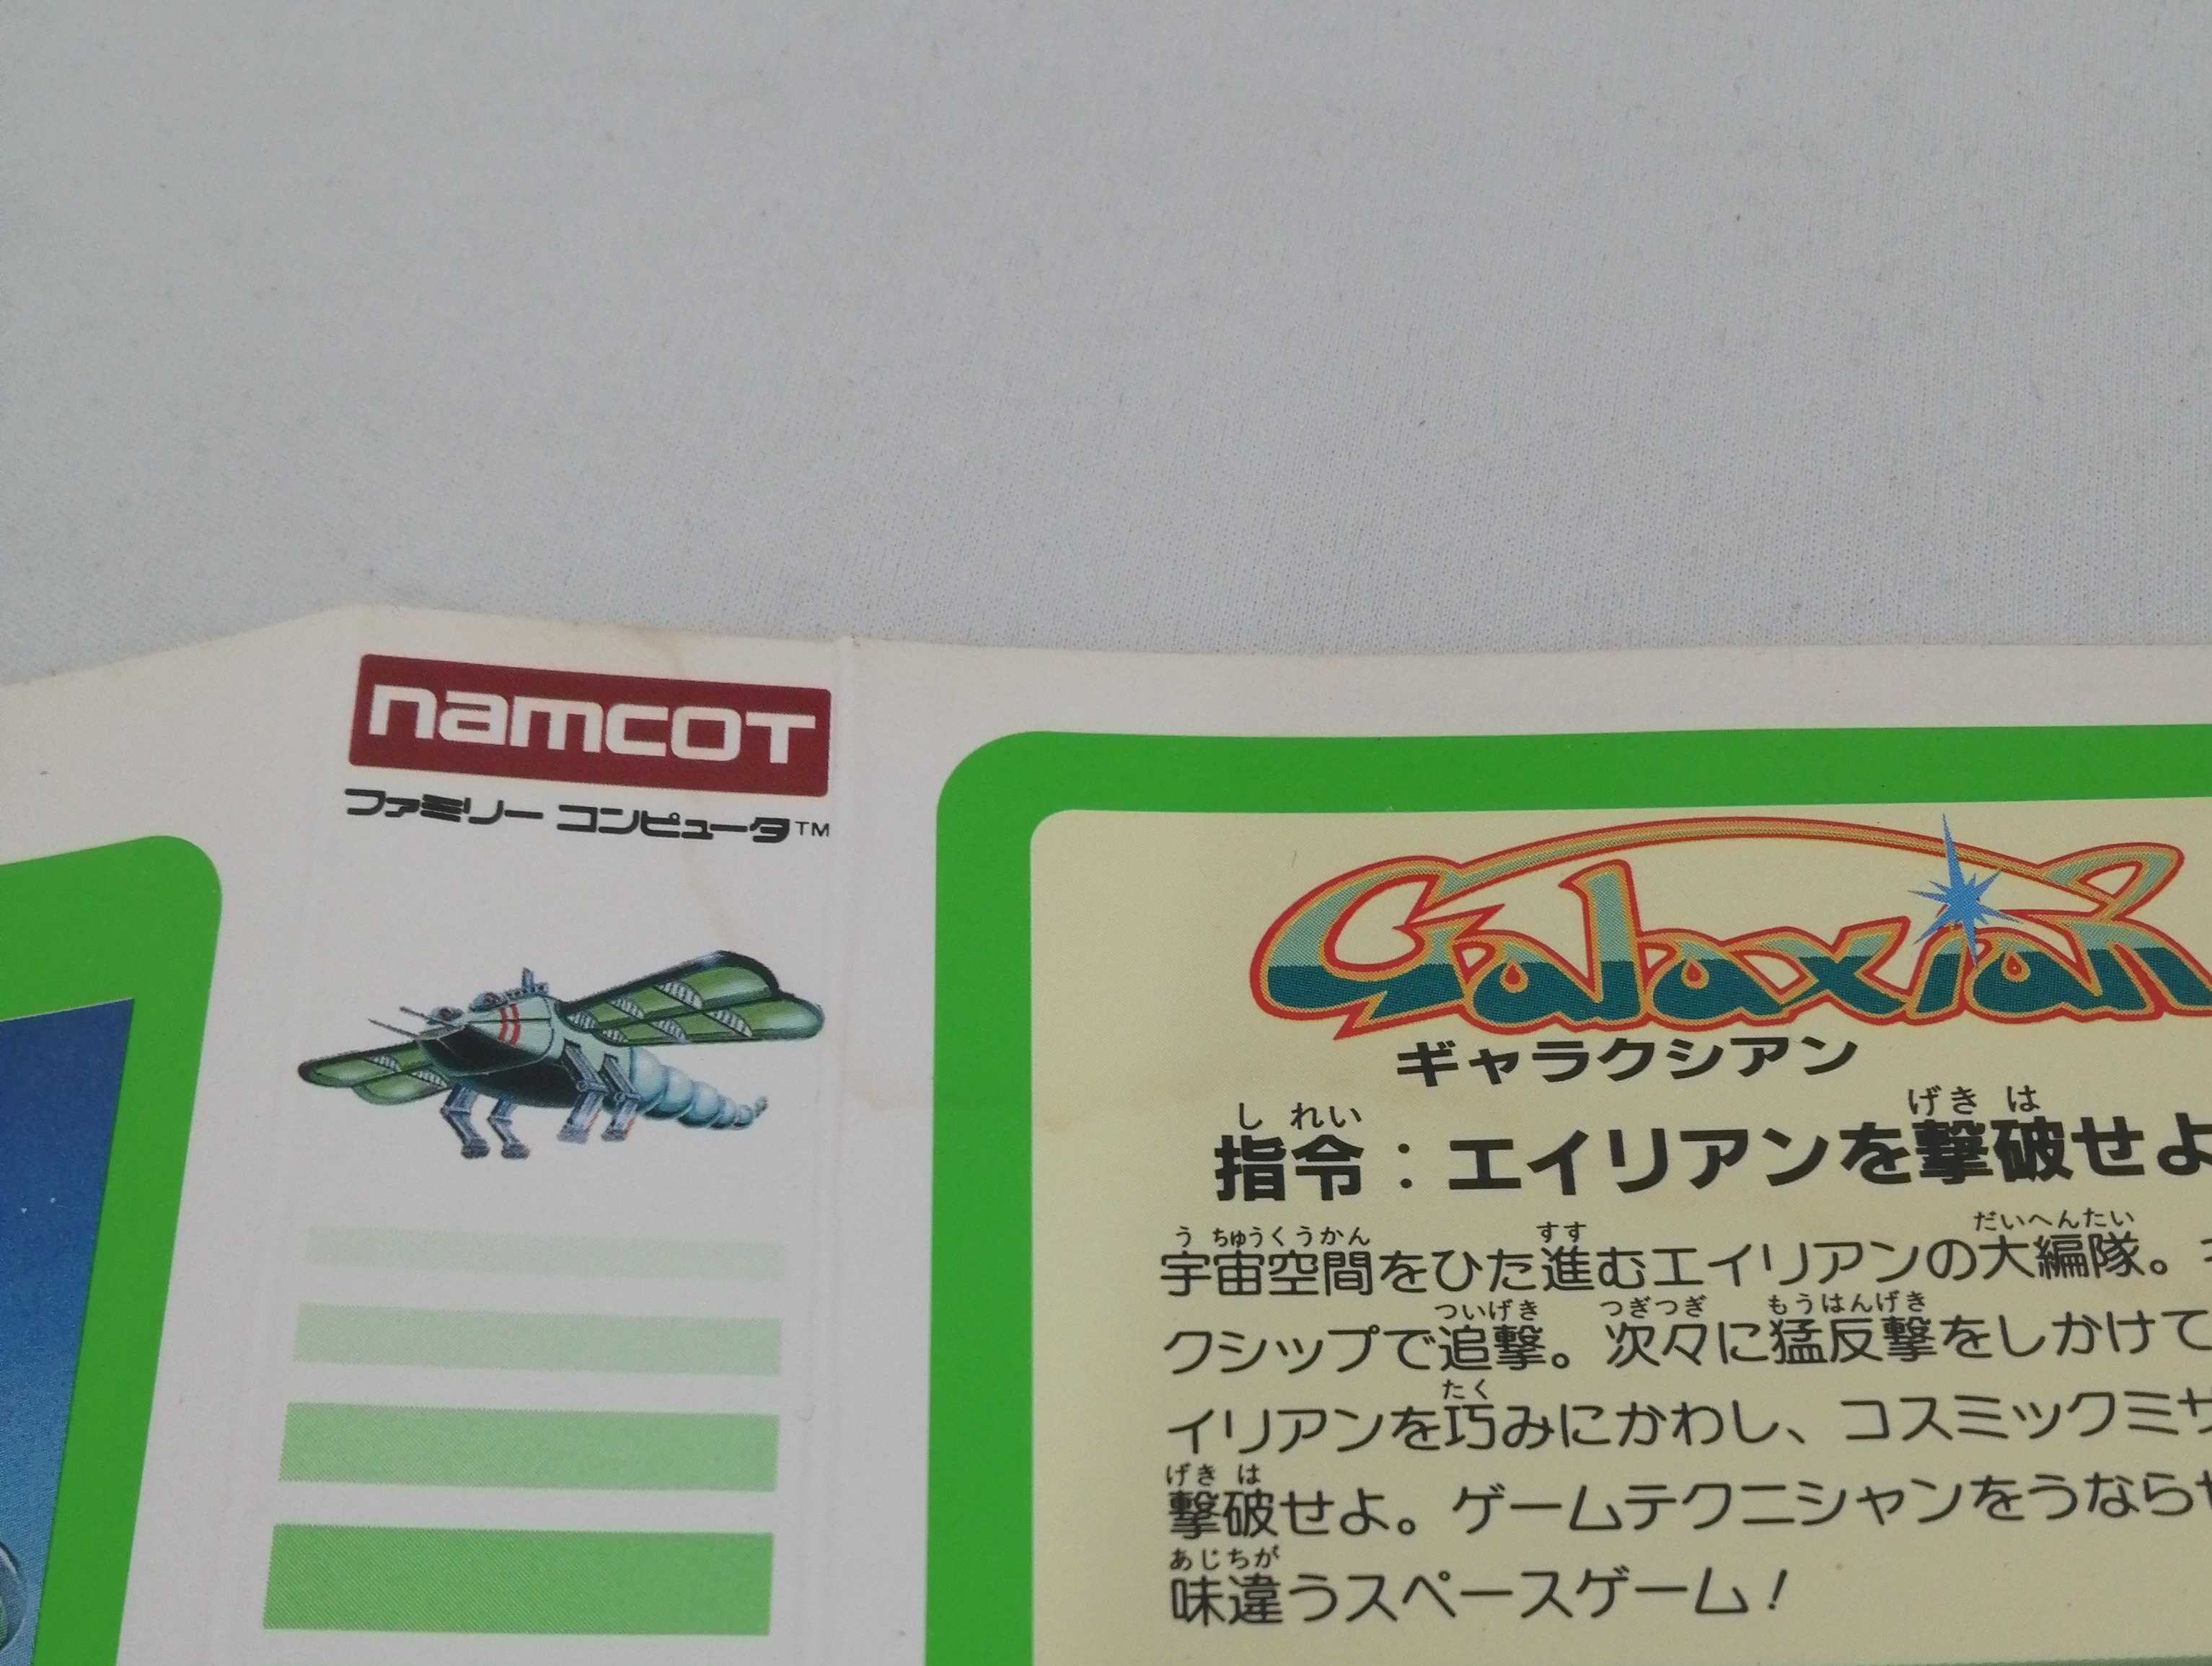 namcot
ファミリー コンピュータ™
Galaxian
ギャラクシアン
し れい げき は
指令：エイリアンを撃破せよ
う ちゅうくうかん すす だいへんたい
宇宙空間をひた進むエイリアンの大編隊。
ついげき つぎつぎ もうはんげき
クシップで追撃。次々に猛反撃をしかけて
たく
イリアンを巧みにかわし、コスミックミサ
げき は
撃破せよ。ゲームテクニシャンをうならせ
あじちが
味違うスペースゲーム！